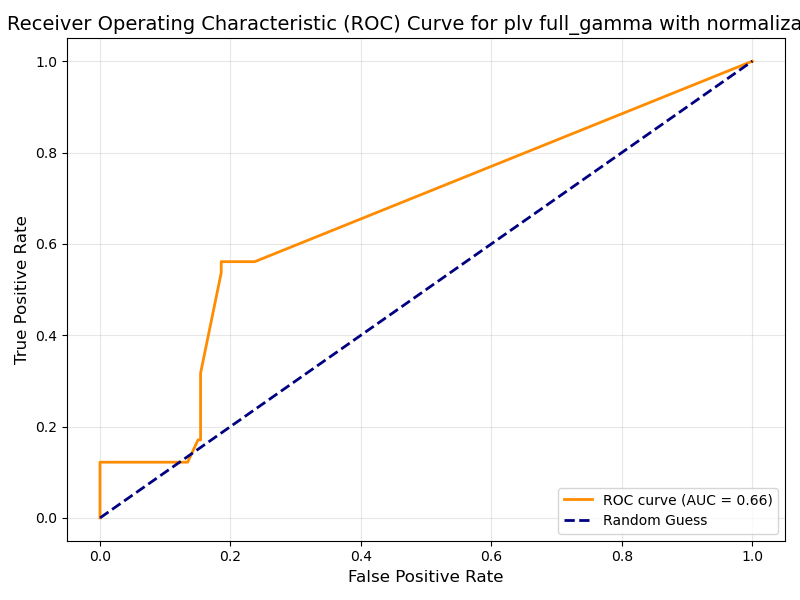 Receiver Operating Characteristic (ROC) Curve for plv full_gamma with normaliza
1.0
0.8
0.6
0.4
0.2
0.0
True Positive Rate
0.0 0.2 0.4 0.6 0.8 1.0
False Positive Rate
ROC curve (AUC = 0.66)
Random Guess